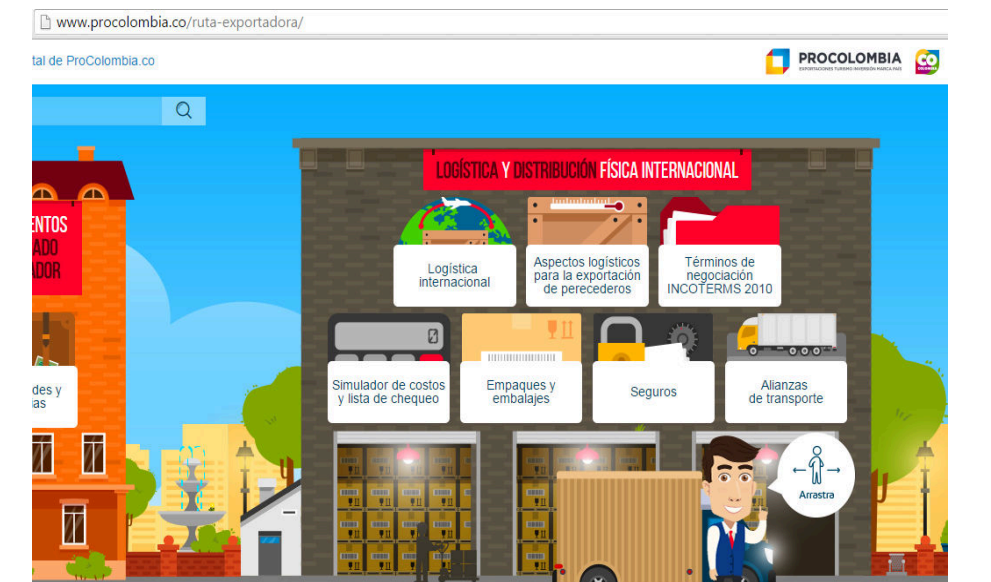 www.procolombia.co/ruta-exportadora/
tal de ProColombia.co
PROCOLOMBIA
EXPORTACIONES TURISMO INVERSIÓN MARCA PAÍS
CO
COLOMBIA
LOGÍSTICA Y DISTRIBUCIÓN FÍSICA INTERNACIONAL
ENTOS
ADO
ADOR
Logística
internacional
Aspectos logísticos
para la exportación
de perecederos
Términos de
negociación
INCOTERMS 2010
0
des y
ias
Simulador de costos
y lista de chequeo
Empaques y
embalajes
Seguros
Alianzas
de transporte
Arrastra